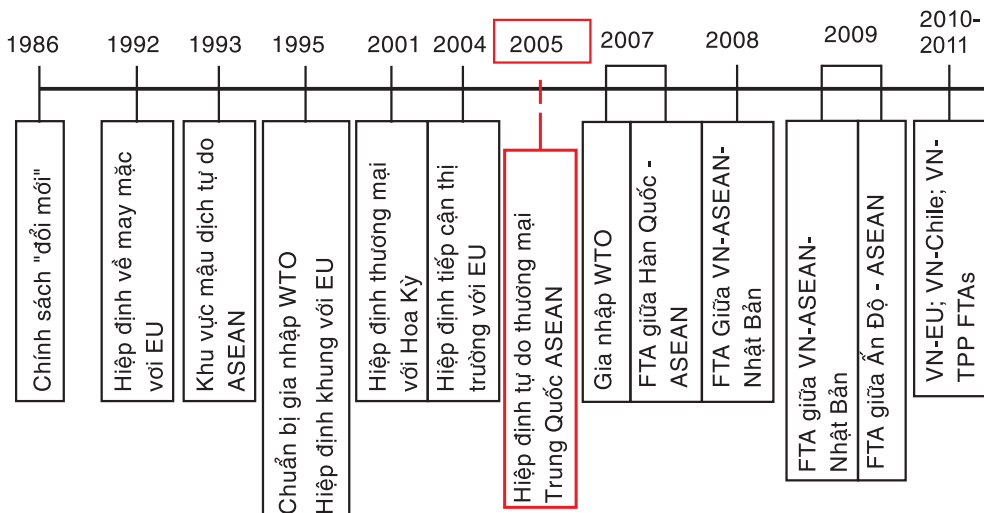 1986
1992
1993
1995
2001
2004
2005
2007
2008
2009
2010-
2011
Chính sách "đổi mới"
Hiệp định về may mặc
với EU
Khu vực mậu dịch tự do
ASEAN
Chuẩn bị gia nhập WTO
Hiệp định khung với EU
Hiệp định thương mại
với Hoa Kỳ
Hiệp định tiếp cận thị
trường với EU
Hiệp định tự do thương mại
Trung Quốc ASEAN
Gia nhập WTO
FTA giữa Hàn Quốc -
ASEAN
FTA Giữa VN-ASEAN-
Nhật Bản
FTA giữa VN-ASEAN-
Nhật Bản
FTA giữa Ấn Độ - ASEAN
VN-EU; VN-Chile; VN-
TPP FTAs